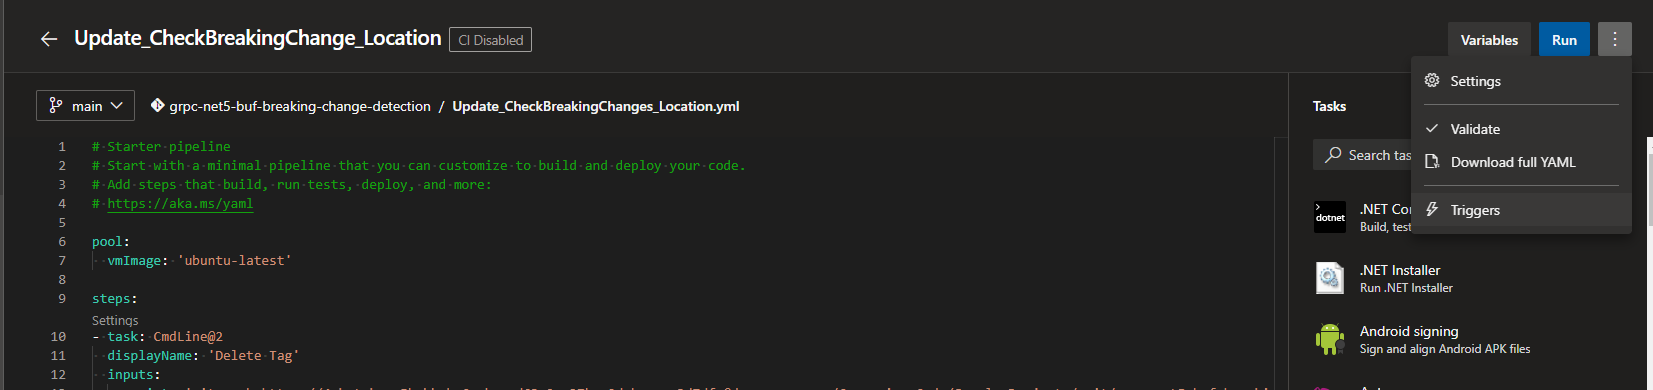 Update_CheckBreakingChange_Location CI Disabled
Variables Run
Settings
Validate
Download full YAML
Triggers
main grpc-net5-buf-breaking-change-detection / Update_CheckBreakingChanges_Location.yml
1 # Starter pipeline
2 # Start with a minimal pipeline that you can customize to build and deploy your code.
3 # Add steps that build, run tests, deploy, and more:
4 # https://aka.ms/yaml
5
6 pool:
7 vmImage: 'ubuntu-latest'
8
9 steps:
Settings
10 - task: CmdLine@2
11 displayName: 'Delete Tag'
12 inputs:
Tasks
Search tas
dotnet
.NET Co
Build, test
.NET Installer
Run .NET Installer
Android signing
Sign and align Android APK files